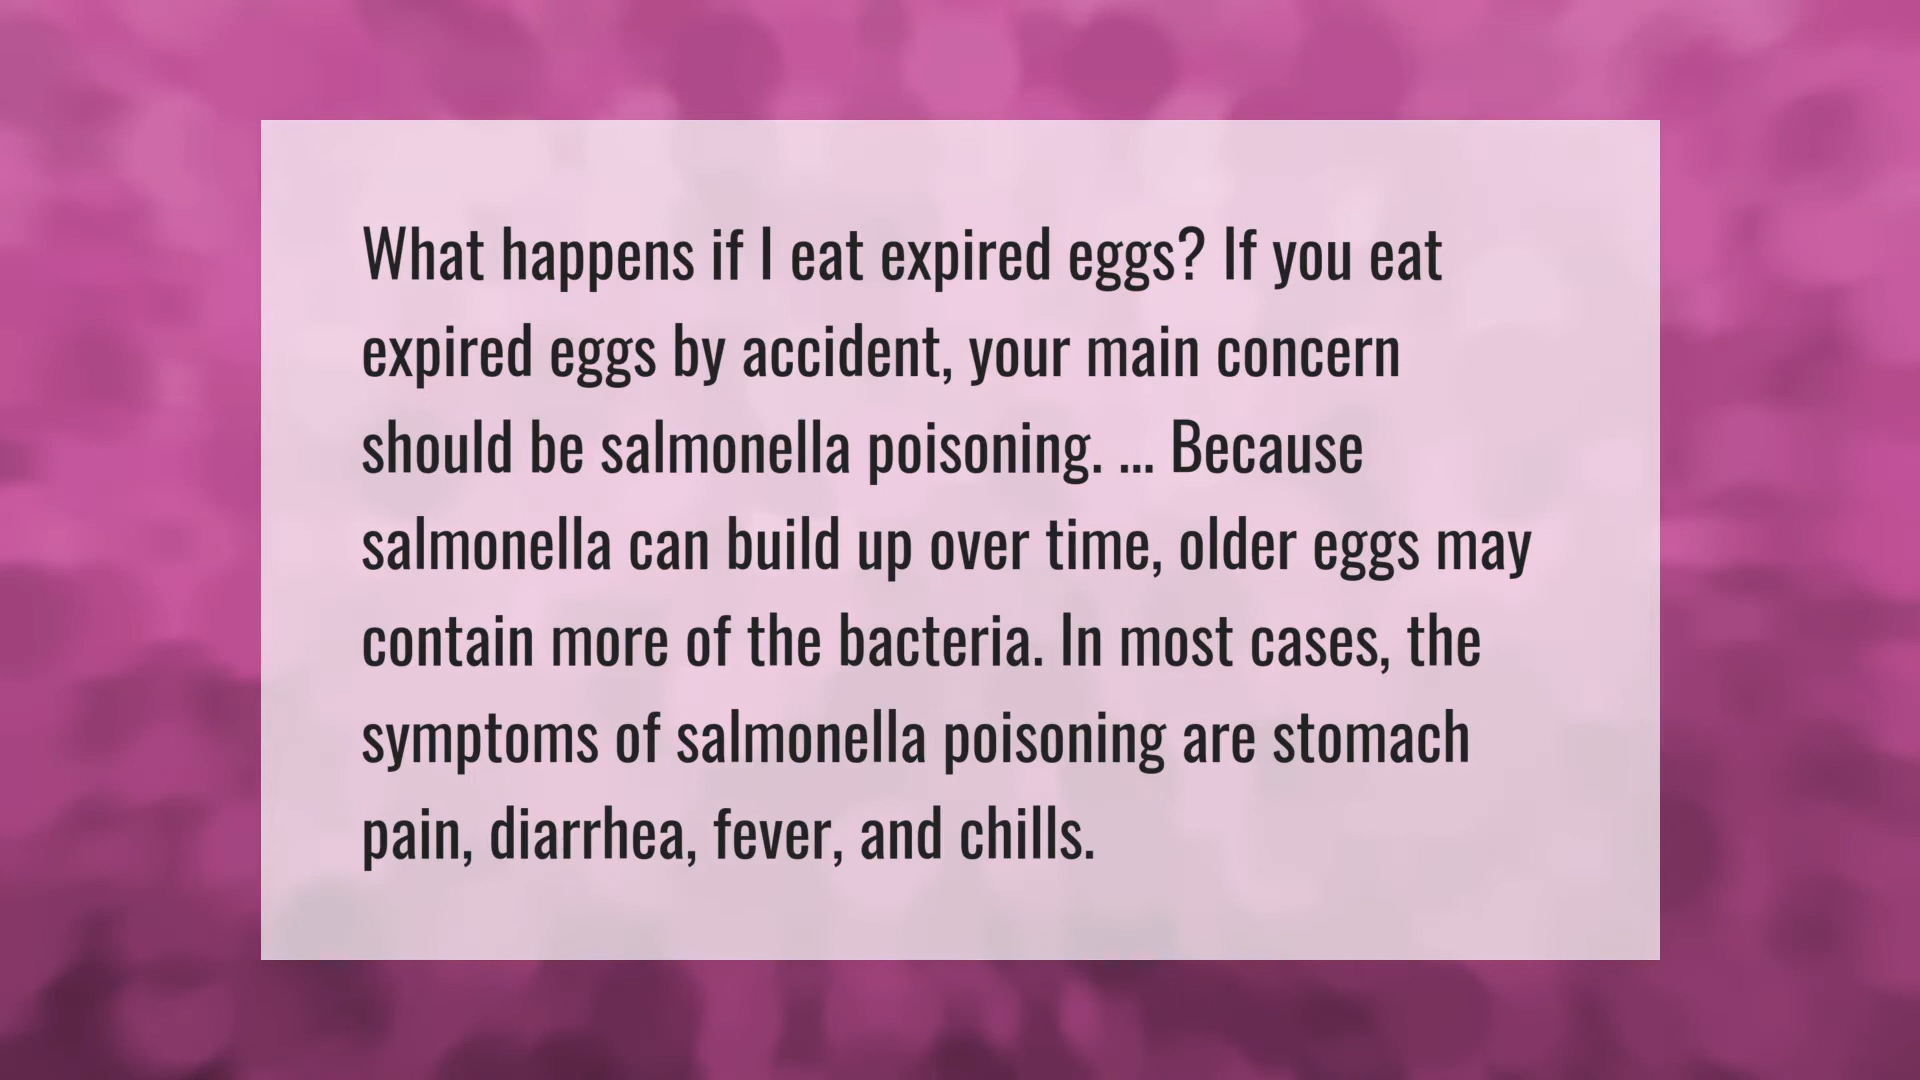 What happens if I eat expired eggs? If you eat
expired eggs by accident, your main concern
should be salmonella poisoning. ... Because
salmonella can build up over time, older eggs may
contain more of the bacteria. In most cases, the
symptoms of salmonella poisoning are stomach
pain, diarrhea, fever, and chills.